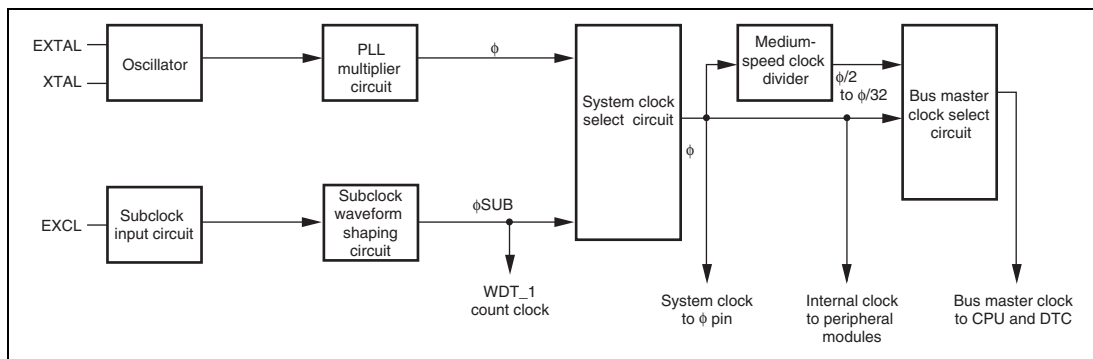 EXTAL
XTAL
Oscillator
PLL
multiplier
circuit
ϕ
System clock
select circuit
ϕ
Medium-
speed clock
divider
ϕ/2
to ϕ/32
Bus master
clock select
circuit
EXCL
Subclock
input circuit
Subclock
waveform
shaping
circuit
ϕSUB
WDT_1
count clock
System clock
to ϕ pin
Internal clock
to peripheral
modules
Bus master clock
to CPU and DTC